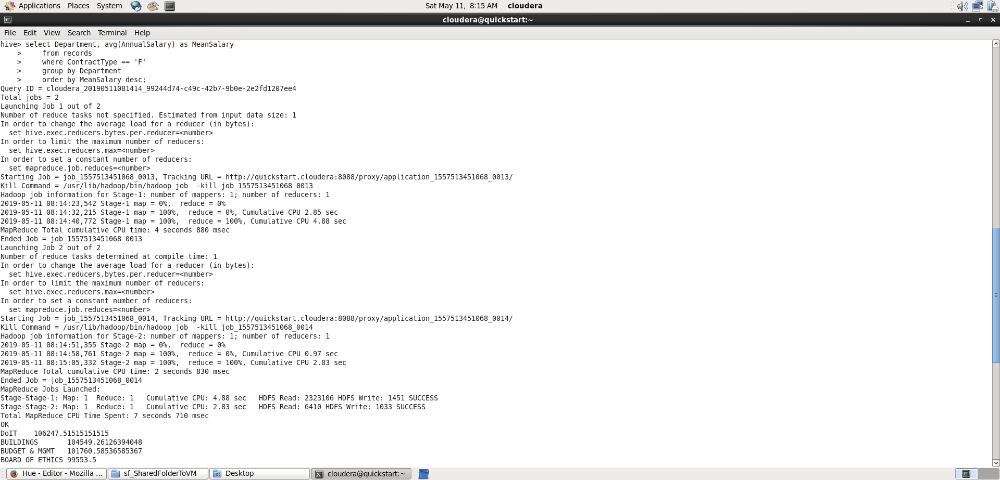 Applications Places System Sat May 11, 8:15 AM cloudera
cloudera@quickstart:~
File Edit View Search Terminal Help
hive> select Department, avg(AnnualSalary) as MeanSalary
    >     from records
    >     where ContractType == 'F'
    >     group by Department
    >     order by MeanSalary desc;
Query ID = cloudera_20190511081414_99244d74-c49c-42b7-9b0e-2e2fd1207ee4
Total jobs = 2
Launching Job 1 out of 2
Number of reduce tasks not specified. Estimated from input data size: 1
In order to change the average load for a reducer (in bytes):
  set hive.exec.reducers.bytes.per.reducer=<number>
In order to limit the maximum number of reducers:
  set hive.exec.reducers.max=<number>
In order to set a constant number of reducers:
  set mapreduce.job.reduces=<number>
Starting Job = job_1557513451068_0013, Tracking URL = http://quickstart.cloudera:8088/proxy/application_1557513451068_0013/
Kill Command = /usr/lib/hadoop/bin/hadoop job  -kill job_1557513451068_0013
Hadoop job information for Stage-1: number of mappers: 1; number of reducers: 1
2019-05-11 08:14:23,542 Stage-1 map = 0%,  reduce = 0%
2019-05-11 08:14:32,215 Stage-1 map = 100%,  reduce = 0%, Cumulative CPU 2.85 sec
2019-05-11 08:14:40,772 Stage-1 map = 100%,  reduce = 100%, Cumulative CPU 4.88 sec
MapReduce Total cumulative CPU time: 4 seconds 880 msec
Ended Job = job_1557513451068_0013
Launching Job 2 out of 2
Number of reduce tasks determined at compile time: 1
In order to change the average load for a reducer (in bytes):
  set hive.exec.reducers.bytes.per.reducer=<number>
In order to limit the maximum number of reducers:
  set hive.exec.reducers.max=<number>
In order to set a constant number of reducers:
  set mapreduce.job.reduces=<number>
Starting Job = job_1557513451068_0014, Tracking URL = http://quickstart.cloudera:8088/proxy/application_1557513451068_0014/
Kill Command = /usr/lib/hadoop/bin/hadoop job  -kill job_1557513451068_0014
Hadoop job information for Stage-2: number of mappers: 1; number of reducers: 1
2019-05-11 08:14:51,355 Stage-2 map = 0%,  reduce = 0%
2019-05-11 08:14:58,761 Stage-2 map = 100%,  reduce = 0%, Cumulative CPU 0.97 sec
2019-05-11 08:15:05,332 Stage-2 map = 100%,  reduce = 100%, Cumulative CPU 2.83 sec
MapReduce Total cumulative CPU time: 2 seconds 830 msec
Ended Job = job_1557513451068_0014
MapReduce Jobs Launched:
Stage-Stage-1: Map: 1  Reduce: 1   Cumulative CPU: 4.88 sec   HDFS Read: 2323106 HDFS Write: 1451 SUCCESS
Stage-Stage-2: Map: 1  Reduce: 1   Cumulative CPU: 2.83 sec   HDFS Read: 6410 HDFS Write: 1033 SUCCESS
Total MapReduce CPU Time Spent: 7 seconds 710 msec
OK
DoIT    106247.51515151515
BUILDINGS       104549.26126394048
BUDGET & MGMT   101760.58536585367
BOARD OF ETHICS 99553.5
Hue - Editor - Mozilla ... sf_SharedFolderToVM Desktop cloudera@quickstart:~